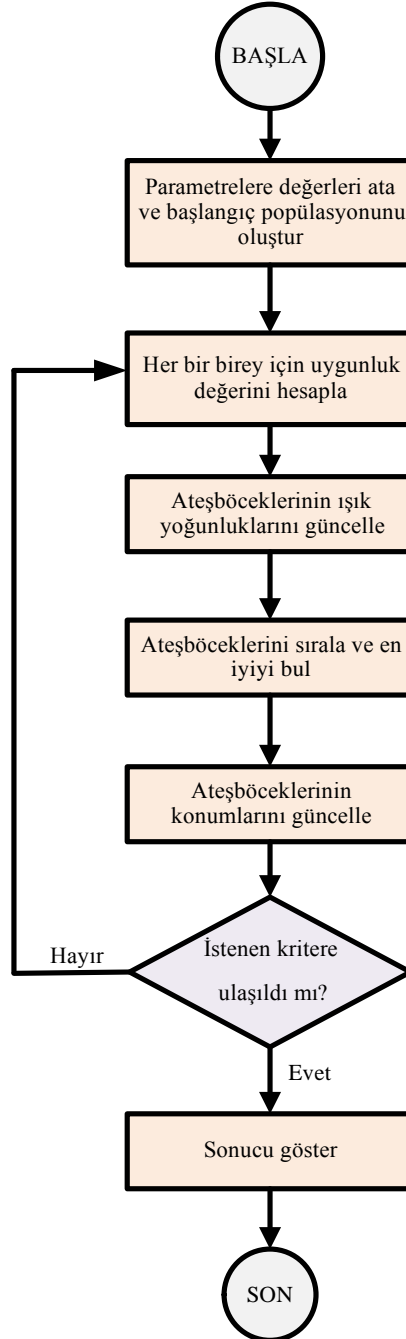 BAŞLA
Parametrelere değerleri ata
ve başlangıç popülasyonunu
oluştur
Her bir birey için uygunluk
değerini hesapla
Ateşböceklerinin ışık
yoğunluklarını güncelle
Ateşböceklerini sırala ve en
iyiyi bul
Ateşböceklerinin
konumlarını güncelle
İstenen kritere
ulaşıldı mı?
Hayır
Evet
Sonucu göster
SON